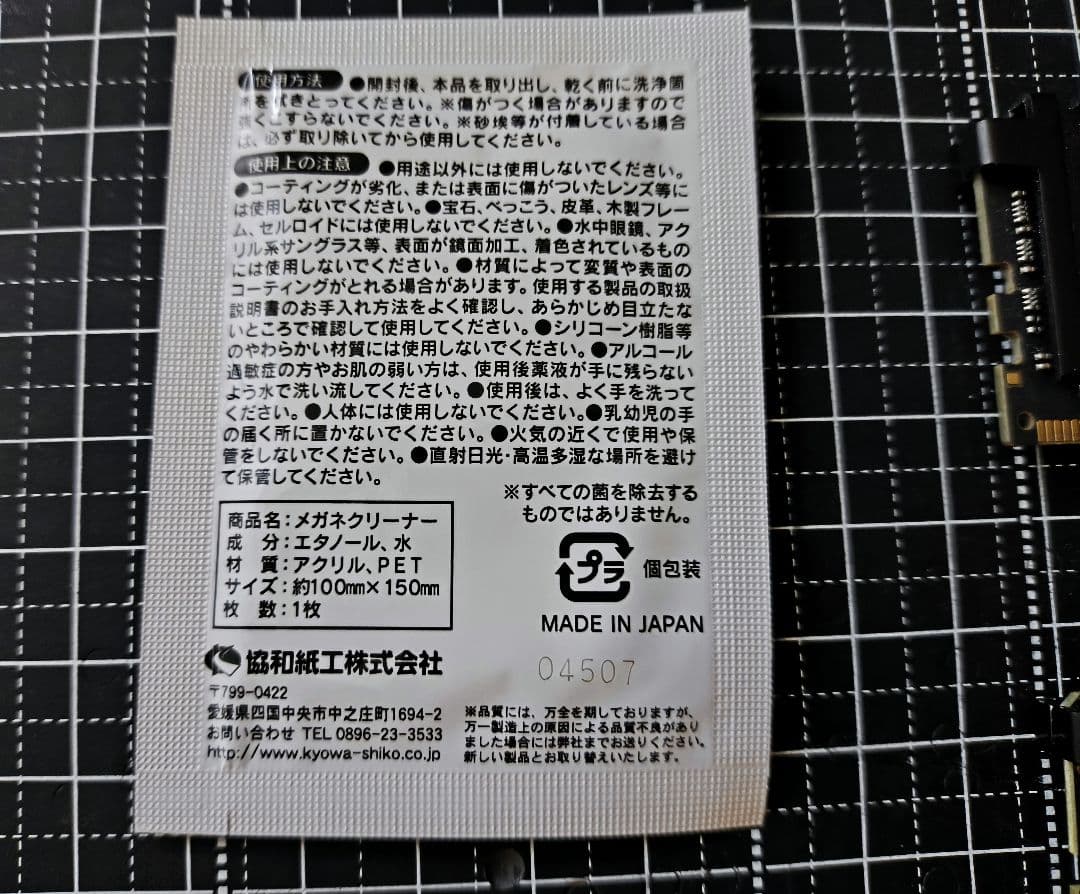 使用方法 ●開封後、本品を取り出し、乾く前に洗浄箇
所を拭きとってください。※傷がつく場合がありますので
強くこすらないでください。※砂埃等が付着している場合
は、必ず取り除いてから使用してください。
使用上の注意 ●用途以外には使用しないでください。
●コーティングが劣化、または表面に傷がついたレンズ等に
は使用しないでください。●宝石、べっこう、皮革、木製フレー
ム、セルロイドには使用しないでください。●水中眼鏡、アク
リル系サングラス等、表面が鏡面加工、着色されているもの
には使用しないでください。●材質によって変質や表面の
コーティングがとれる場合があります。使用する製品の取扱
説明書のお手入れ方法をよく確認し、あらかじめ目立たな
いところで確認して使用してください。●シリコーン樹脂等
のやわらかい材質には使用しないでください。●アルコール
過敏症の方やお肌の弱い方は、使用後薬液が手に残らない
よう水で洗い流してください。●使用後は、よく手を洗って
ください。●人体には使用しないでください。●乳幼児の手
の届く所に置かないでください。●火気の近くで使用や保
管をしないでください。●直射日光・高温多湿な場所を避け
て保管してください。
※すべての菌を除去する
ものではありません。
商品名:メガネクリーナー
成 分:エタノール、水
材 質:アクリル、PET
サイズ:約100mm×150mm
枚 数:1枚
プラ 個包装
MADE IN JAPAN
協和紙工株式会社
04507
〒799-0422
愛媛県四国中央市中之庄町1694-2
お問い合わせ TEL 0896-23-3533
http://www.kyowa-shiko.co.jp
※品質には、万全を期しておりますが、
万一製造上の原因による品質不良があり
ました場合には弊社までお送りください。
新しい製品とお取り替えいたします。